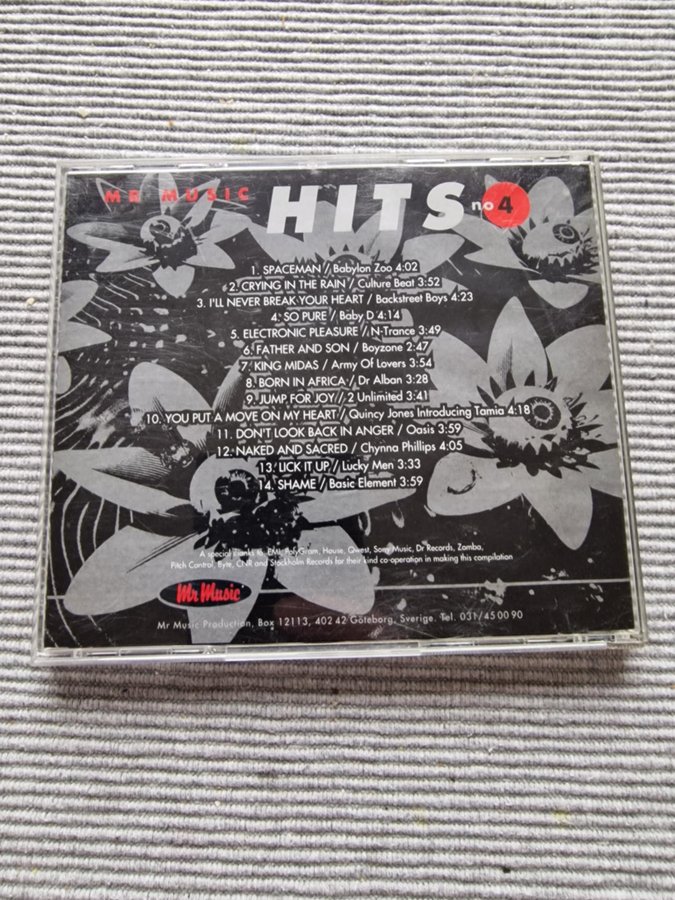 MR MUSIC HITS no 4
1. SPACEMAN / Babylon Zoo 4:02
2. CRYING IN THE RAIN / Culture Beat 3:52
3. I'LL NEVER BREAK YOUR HEART / Backstreet Boys 4:23
4. SO PURE / Baby D 4:14
5. ELECTRONIC PLEASURE / N-Trance 3:49
6. FATHER AND SON / Boyzone 2:47
7. KING MIDAS / Army Of Lovers 3:54
8. BORN IN AFRICA / Dr Alban 3:28
9. JUMP FOR JOY / 2 Unlimited 3:41
10. YOU PUT A MOVE ON MY HEART / Quincy Jones Introducing Tamia 4:18
11. DON'T LOOK BACK IN ANGER / Oasis 3:59
12. NAKED AND SACRED / Chynna Phillips 4:05
13. LICK IT UP / Lucky Men 3:33
14. SHAME / Basic Element 3:59
A special thanks to EMI, PolyGram, House, Qwest, Sony Music, Dr Records, Zomba,
Pitch Control, Byte, CNR and Stockholm Records for their kind co-operation in making this compilation
Mr Music
Mr Music Production, Box 12113, 402 42 Göteborg, Sverige. Tel. 031/45 00 90